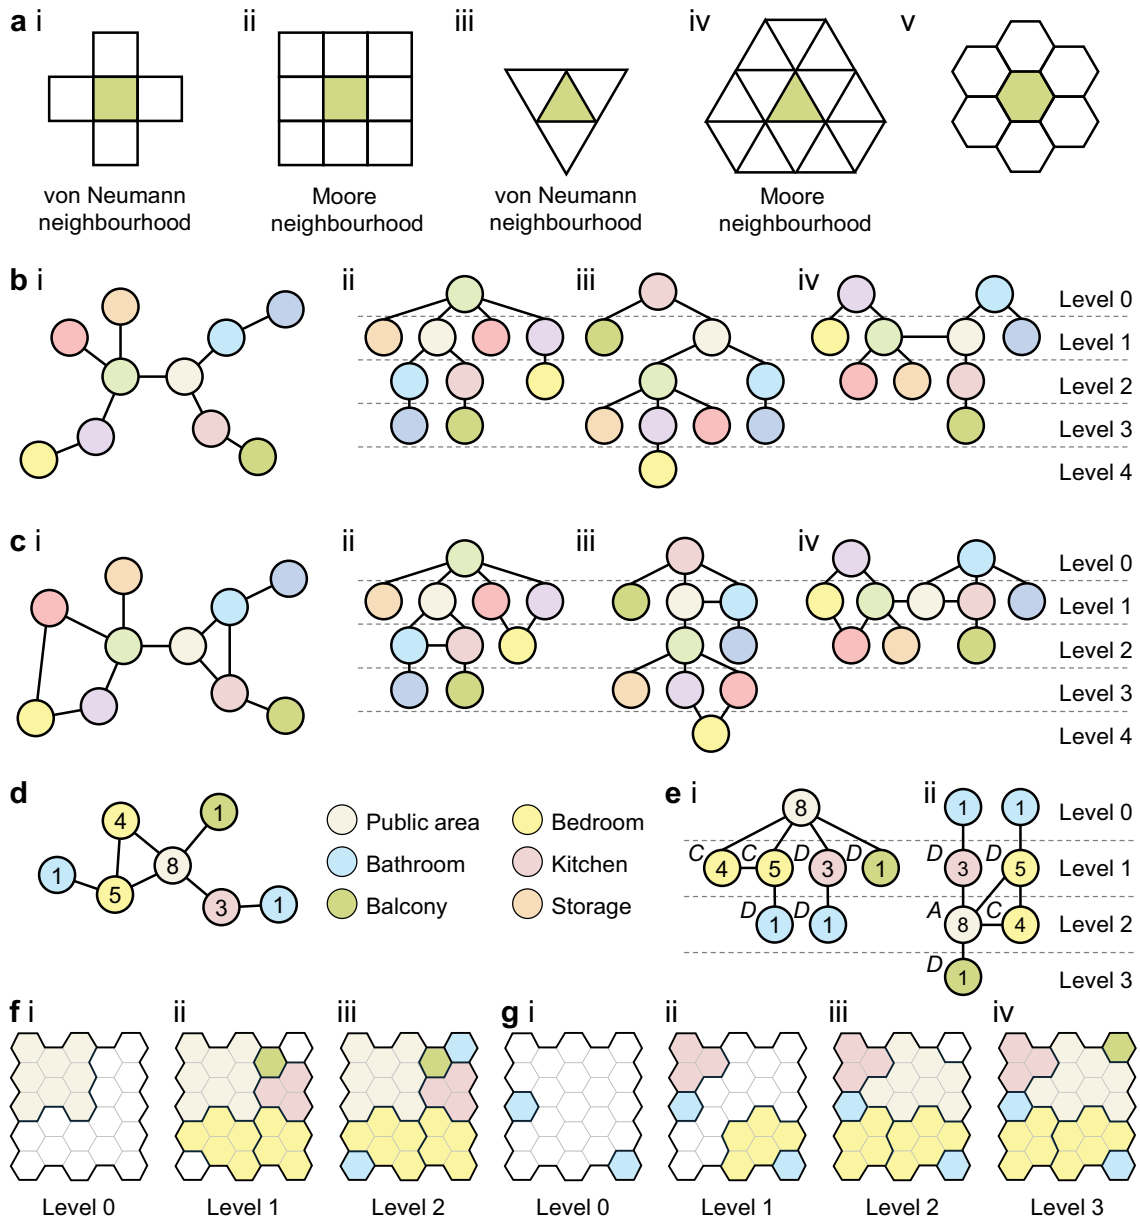 a i ii iii iv v
von Neumann
neighbourhood
Moore
neighbourhood
von Neumann
neighbourhood
Moore
neighbourhood
b i ii iii iv
Level 0
Level 1
Level 2
Level 3
Level 4
c i ii iii iv
Level 0
Level 1
Level 2
Level 3
Level 4
d
4 1
1 5 8
3 1
Public area
Bathroom
Balcony
Bedroom
Kitchen
Storage
e i ii
8 1 1 Level 0
C 4 C 5 D 3 D 1 D 3 D 5 Level 1
D 1 D 1 A 8 C 4 Level 2
D 1 Level 3
f i ii iii
g i ii iii iv
Level 0 Level 1 Level 2 Level 0 Level 1 Level 2 Level 3